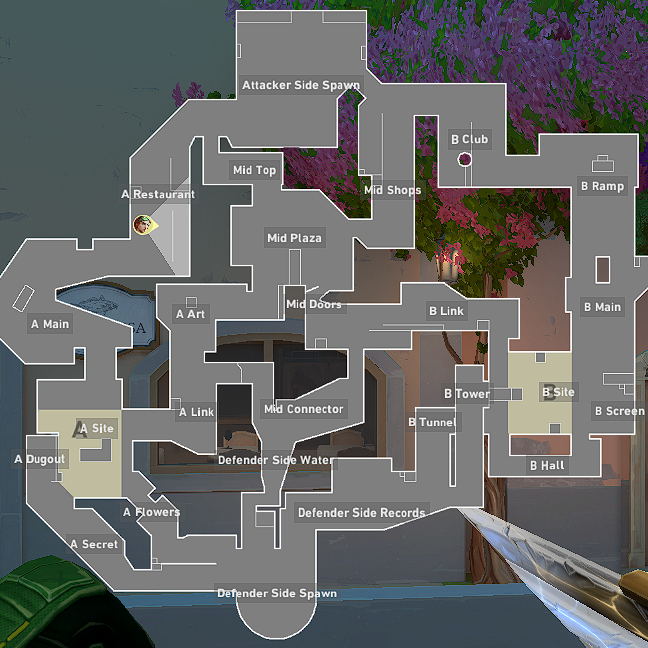 Attacker Side Spawn
B Club
Mid Top
B Ramp
A Restaurant
Mid Shops
Mid Plaza
Mid Doors
B Main
A Art
B Link
A Main
SA
B Tower
B
B Site
A Link
Mid Connector
B Screen
A
A Site
B Tunnel
A Dugout
Defender Side Water
B Hall
A Flowers
Defender Side Records
A Secret
Defender Side Spawn